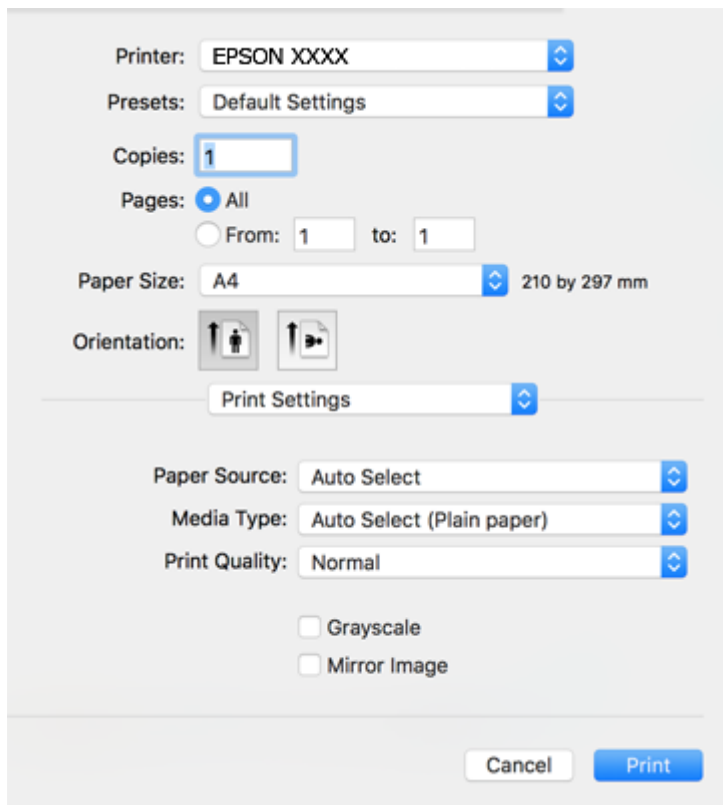 Printer: EPSON XXXX
Presets: Default Settings
Copies: 1
Pages: All
From: 1 to: 1
Paper Size: A4 210 by 297 mm
Orientation:
Print Settings
Paper Source: Auto Select
Media Type: Auto Select (Plain paper)
Print Quality: Normal
Grayscale
Mirror Image
Cancel Print